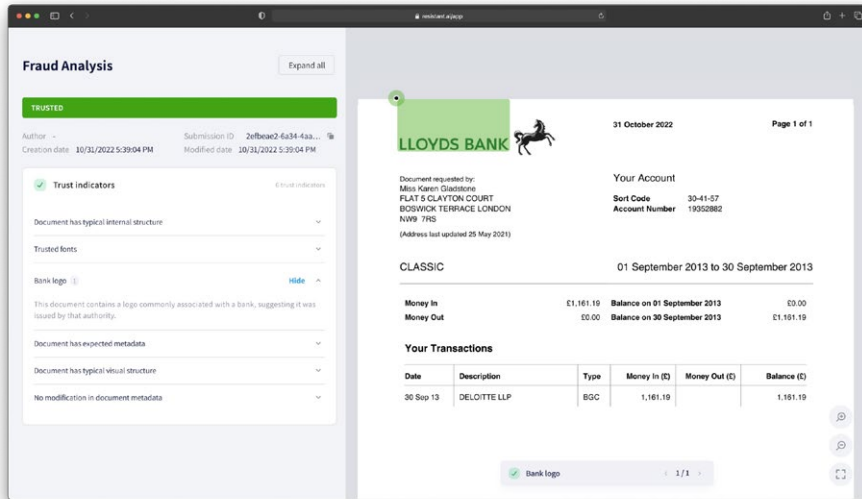 resistant.ai/app
Fraud Analysis
Expand all
TRUSTED
Author -
Submission ID 2efbeae2-6a34-4aa...
Creation date 10/31/2022 5:39:04 PM
Modified date 10/31/2022 5:39:04 PM
Trust indicators
6 trust indicators
Document has typical internal structure
Trusted fonts
Bank logo 1
Hide
This document contains a logo commonly associated with a bank, suggesting it was
issued by that authority.
Document has expected metadata
Document has typical visual structure
No modification in document metadata
LLOYDS BANK
31 October 2022
Page 1 of 1
Document requested by:
Miss Karen Gladstone
FLAT 5 CLAYTON COURT
BOSWICK TERRACE LONDON
NW9 7RS
(Address last updated 25 May 2021)
Your Account
Sort Code 30-41-57
Account Number 19352882
CLASSIC
01 September 2013 to 30 September 2013
Money In £1,161.19 Balance on 01 September 2013 £0.00
Money Out £0.00 Balance on 30 September 2013 £1,161.19
Your Transactions
Date Description Type Money In (£) Money Out (£) Balance (£)
30 Sep 13 DELOITTE LLP BGC 1,161.19 1,161.19
Bank logo
1/1